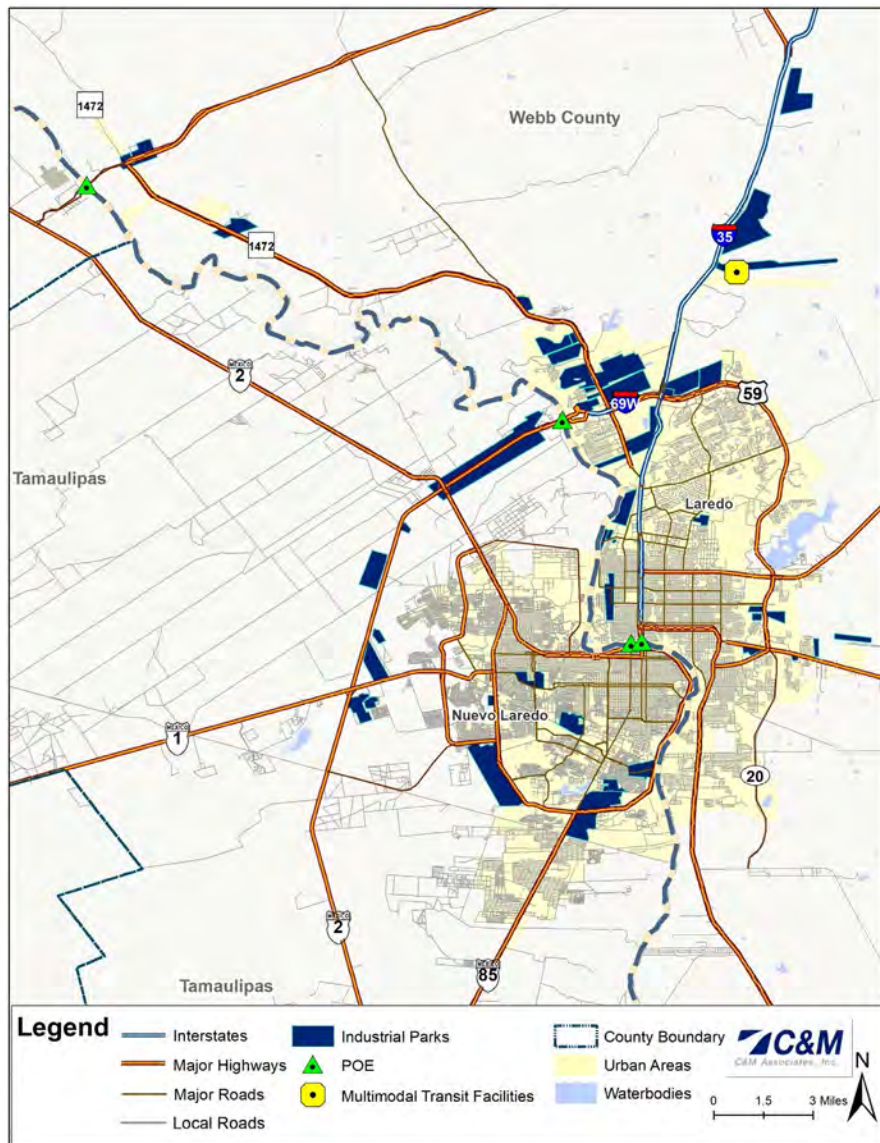 1472
Webb County
35
1472
2
59
69W
Tamaulipas
Laredo
Nuevo Laredo
1
20
2
85
Tamaulipas
Legend
Interstates
Major Highways
Major Roads
Local Roads
Industrial Parks
POE
Multimodal Transit Facilities
County Boundary
Urban Areas
Waterbodies
C&M
C&M Associates, Inc.
N
0 1.5 3 Miles